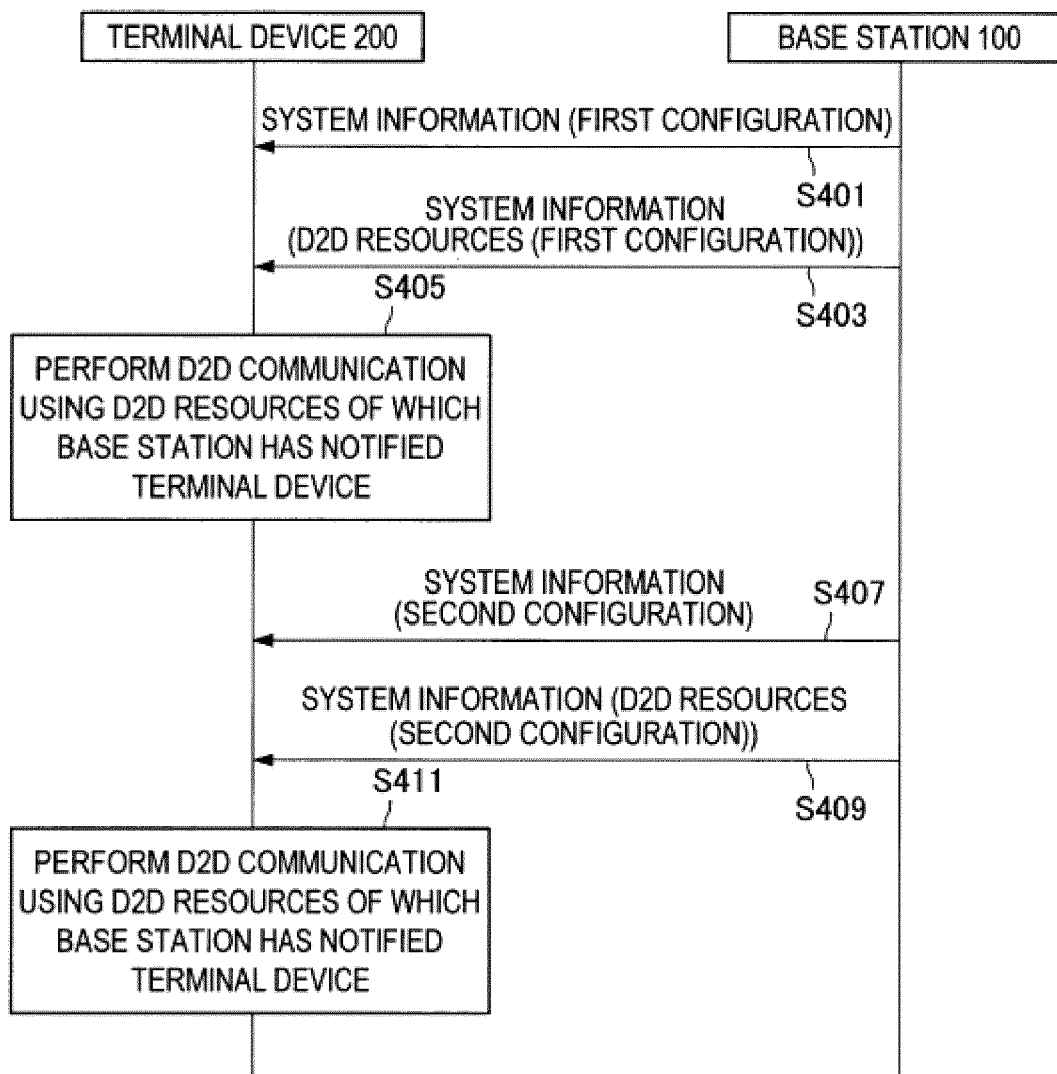 TERMINAL DEVICE 200
BASE STATION 100
SYSTEM INFORMATION (FIRST CONFIGURATION)
S401
SYSTEM INFORMATION
(D2D RESOURCES (FIRST CONFIGURATION))
S403
S405
PERFORM D2D COMMUNICATION
USING D2D RESOURCES OF WHICH
BASE STATION HAS NOTIFIED
TERMINAL DEVICE
SYSTEM INFORMATION
(SECOND CONFIGURATION)
S407
SYSTEM INFORMATION (D2D RESOURCES
(SECOND CONFIGURATION))
S409
S411
PERFORM D2D COMMUNICATION
USING D2D RESOURCES OF WHICH
BASE STATION HAS NOTIFIED
TERMINAL DEVICE